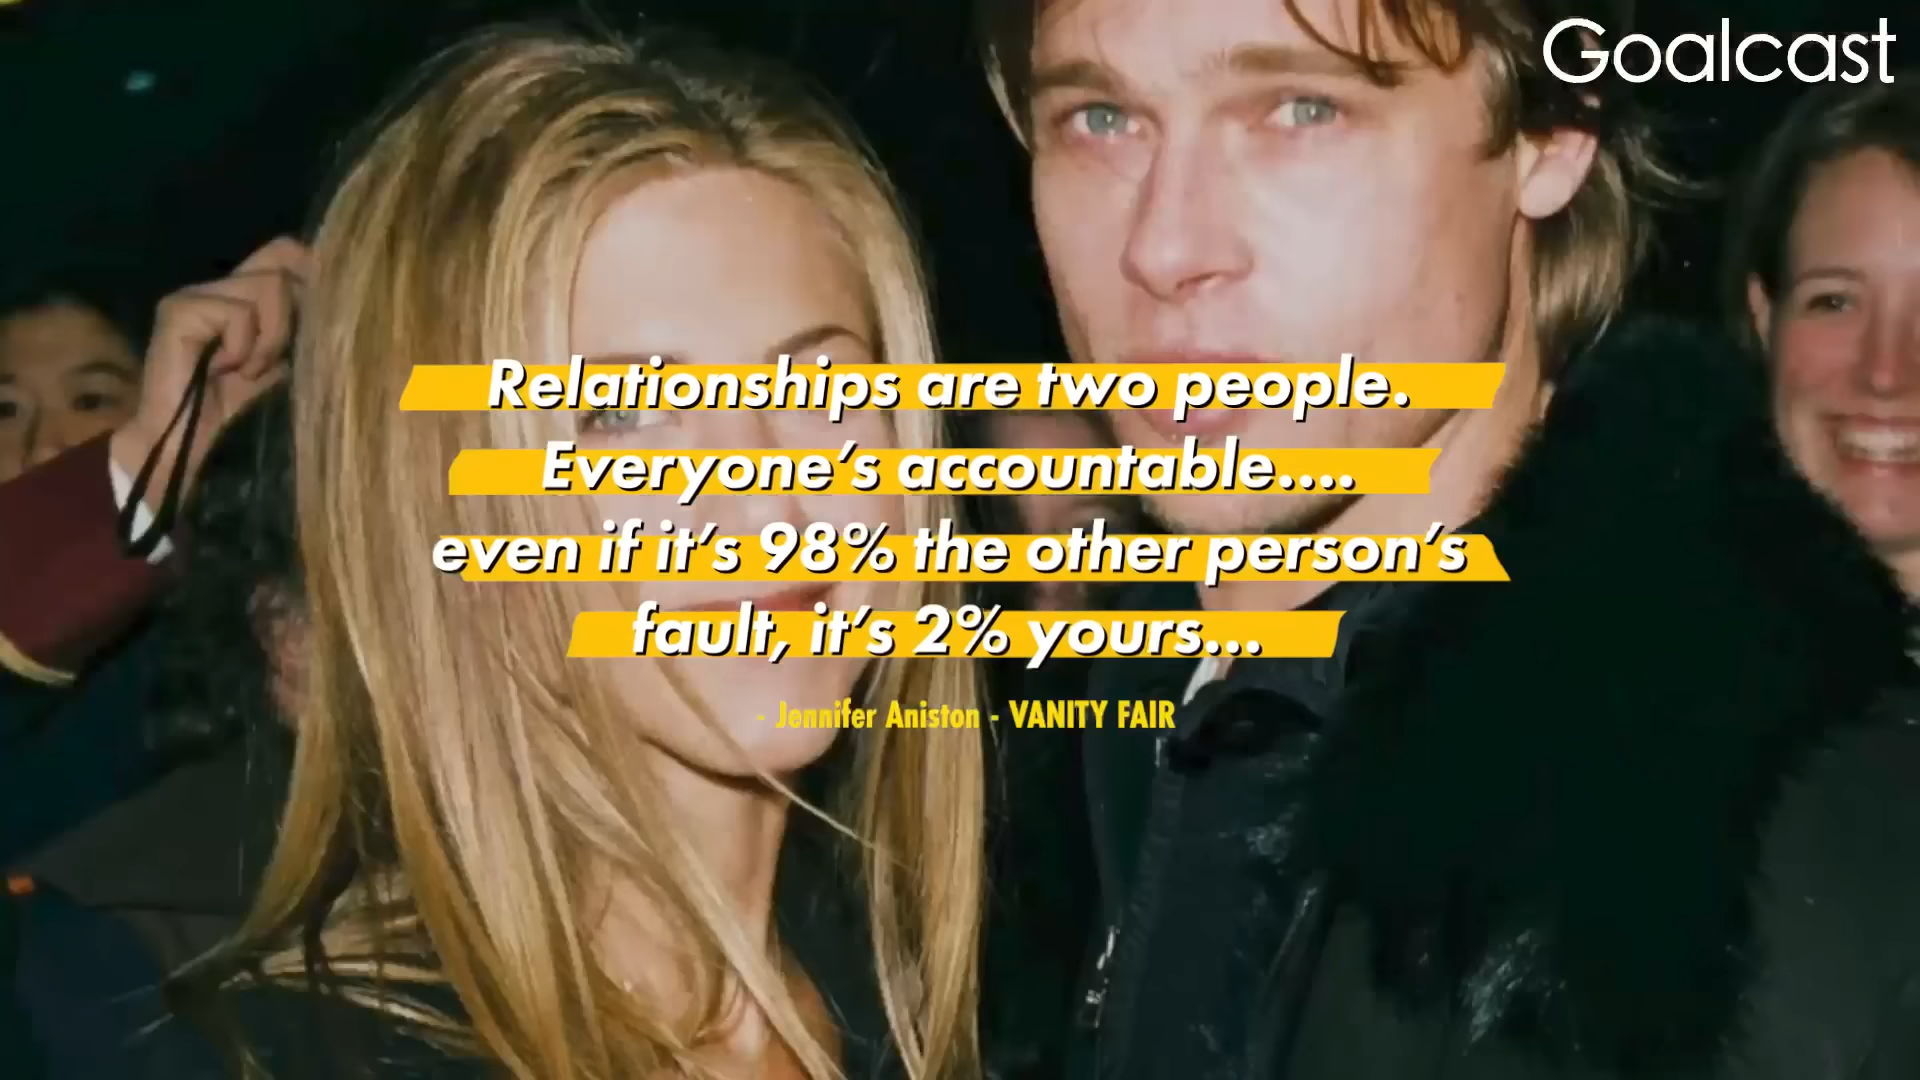 Goalcast
Relationships are two people.
Everyone's accountable....
even if it's 98% the other person's
fault, it's 2% yours...
- Jennifer Aniston - VANITY FAIR